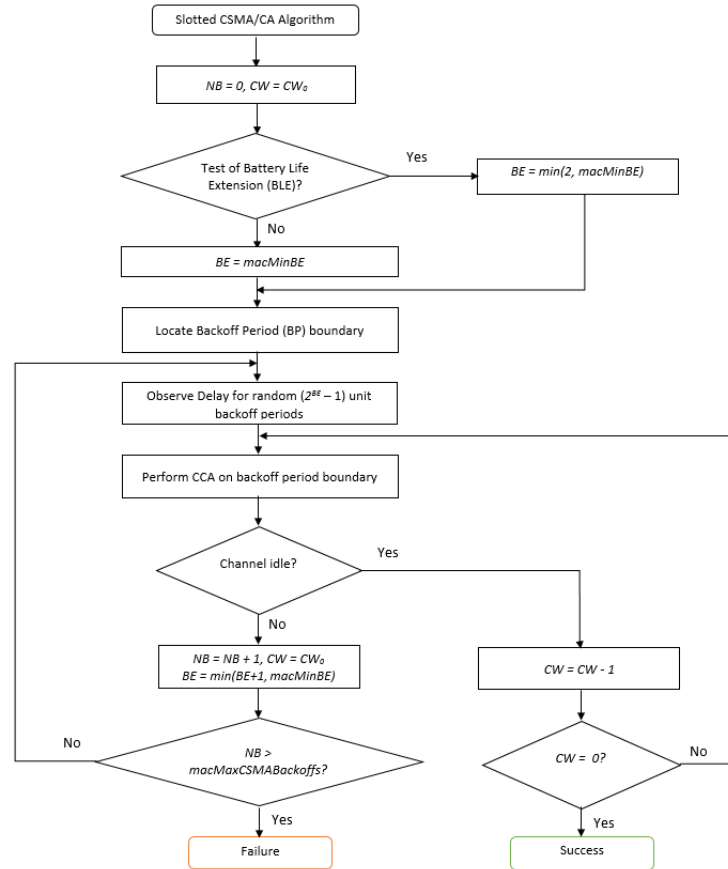 Slotted CSMA/CA Algorithm
NB = 0, CW = CW₀
Test of Battery Life
Extension (BLE)?
Yes
BE = min(2, macMinBE)
No
BE = macMinBE
Locate Backoff Period (BP) boundary
Observe Delay for random (2ᴮᴱ – 1) unit
backoff periods
Perform CCA on backoff period boundary
Channel idle?
Yes
No
NB = NB + 1, CW = CW₀
BE = min(BE+1, macMinBE)
CW = CW - 1
No
NB >
macMaxCSMABackoffs?
CW = 0?
No
Yes
Yes
Failure
Success